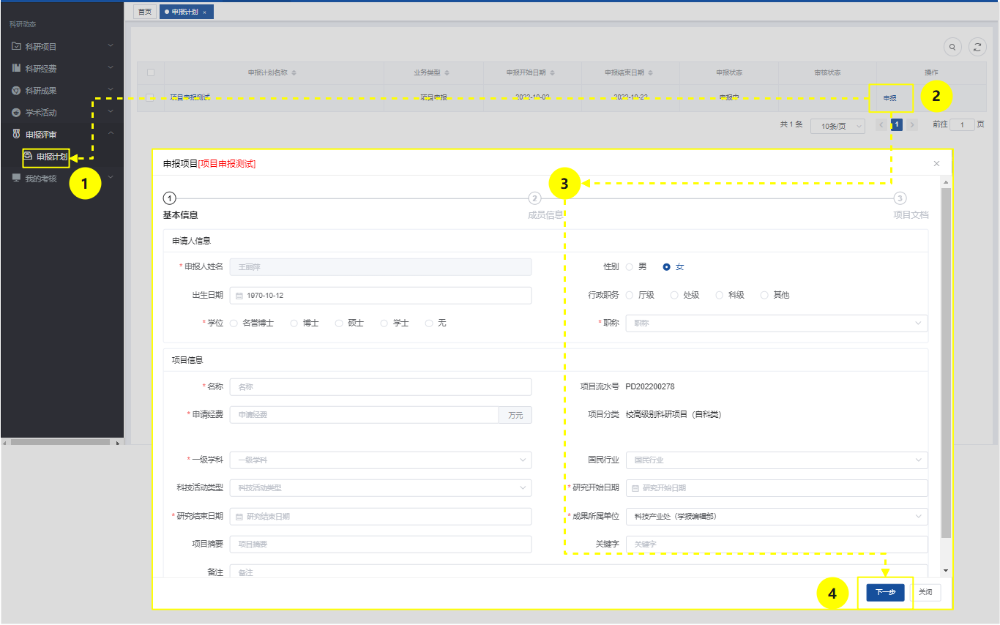 首页
申报计划 ×
科研动态
科研项目
科研经费
科研成果
学术活动
申报评审
申报计划
我的考核
1
申报计划名称 业务类型 申报开始日期 申报结束日期 申报状态 审核状态 操作
项目申报测试 项目申报 2022-10-02 申报中 申报
2
共 1 条 10条/页 1 前往 1 页
申报项目[项目申报测试]
3
1 2 3
基本信息 成员信息 项目文档
申请人信息
* 申报人姓名 王丽萍 性别 男 女
出生日期 1970-10-12 行政职务 厅级 处级 科级 其他
* 学位 名誉博士 博士 硕士 学士 无 * 职称 职称
项目信息
* 名称 名称 项目流水号 PD202200278
* 申请经费 申请经费 万元 项目分类 校高级别科研项目（自科类）
* 一级学科 一级学科 国民行业 国民行业
科技活动类型 科技活动类型 * 研究开始日期 研究开始日期
* 研究结束日期 研究结束日期 * 成果所属单位 科技产业处（学报编辑部）
项目摘要 项目摘要 关键字 关键字
备注 备注
4
下一步 关闭